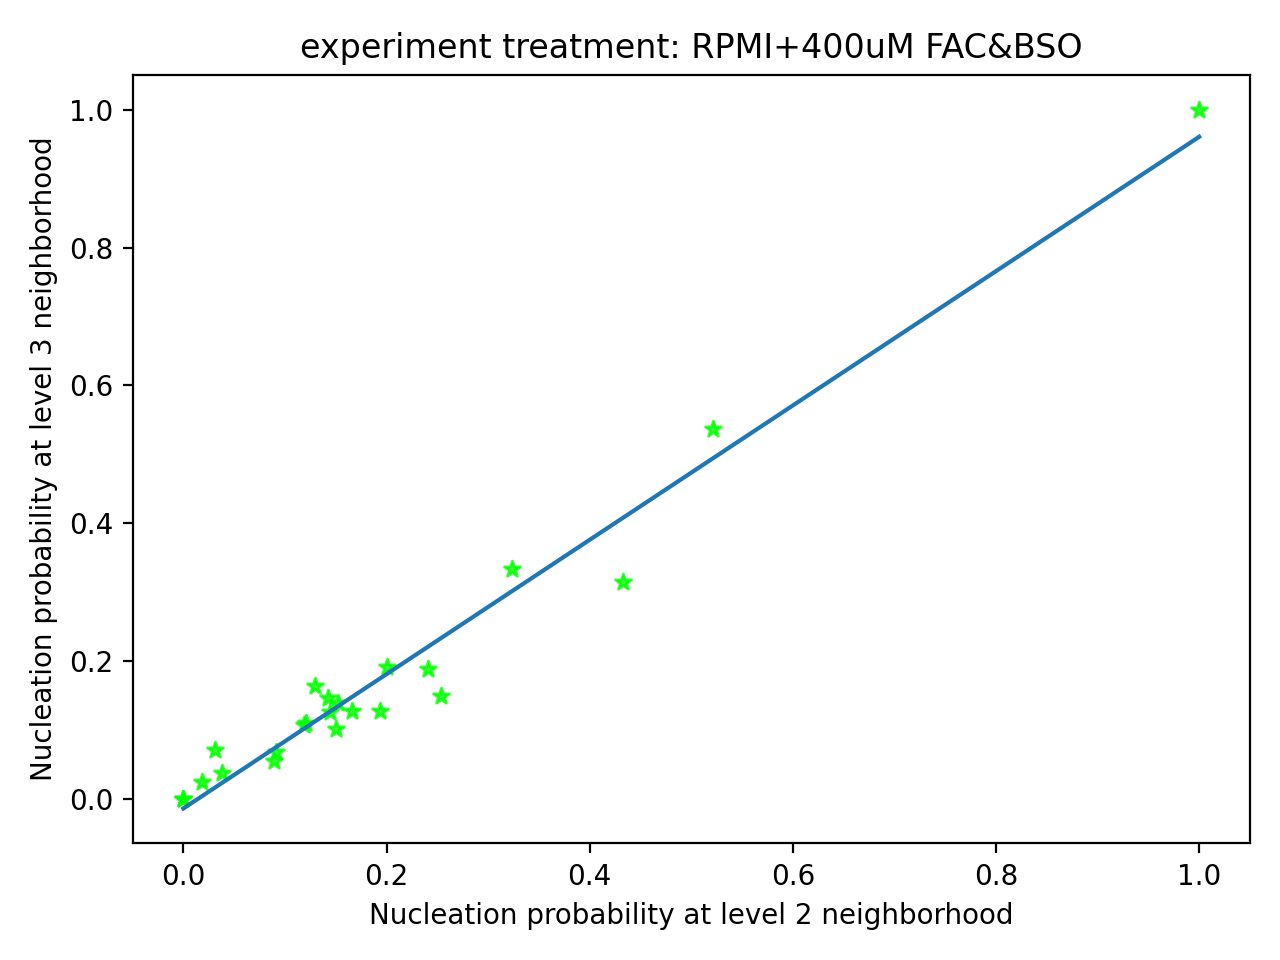 experiment treatment: RPMI+400uM FAC&BSO
Nucleation probability at level 3 neighborhood
1.0
0.8
0.6
0.4
0.2
0.0
0.0 0.2 0.4 0.6 0.8 1.0
Nucleation probability at level 2 neighborhood